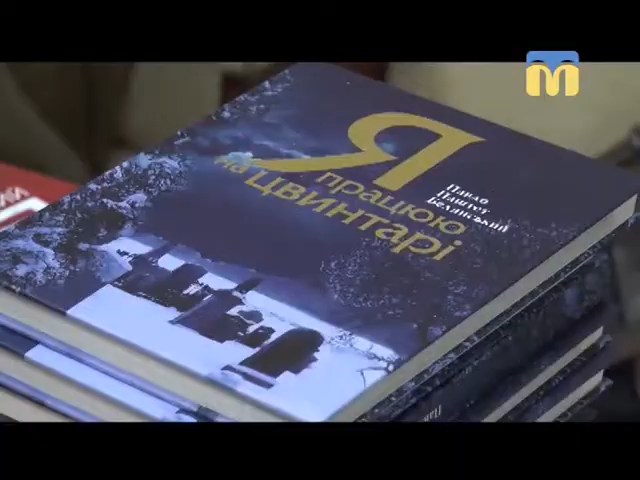 Я
працюю
на цвинтарі
Павло
Паштет
Белянський